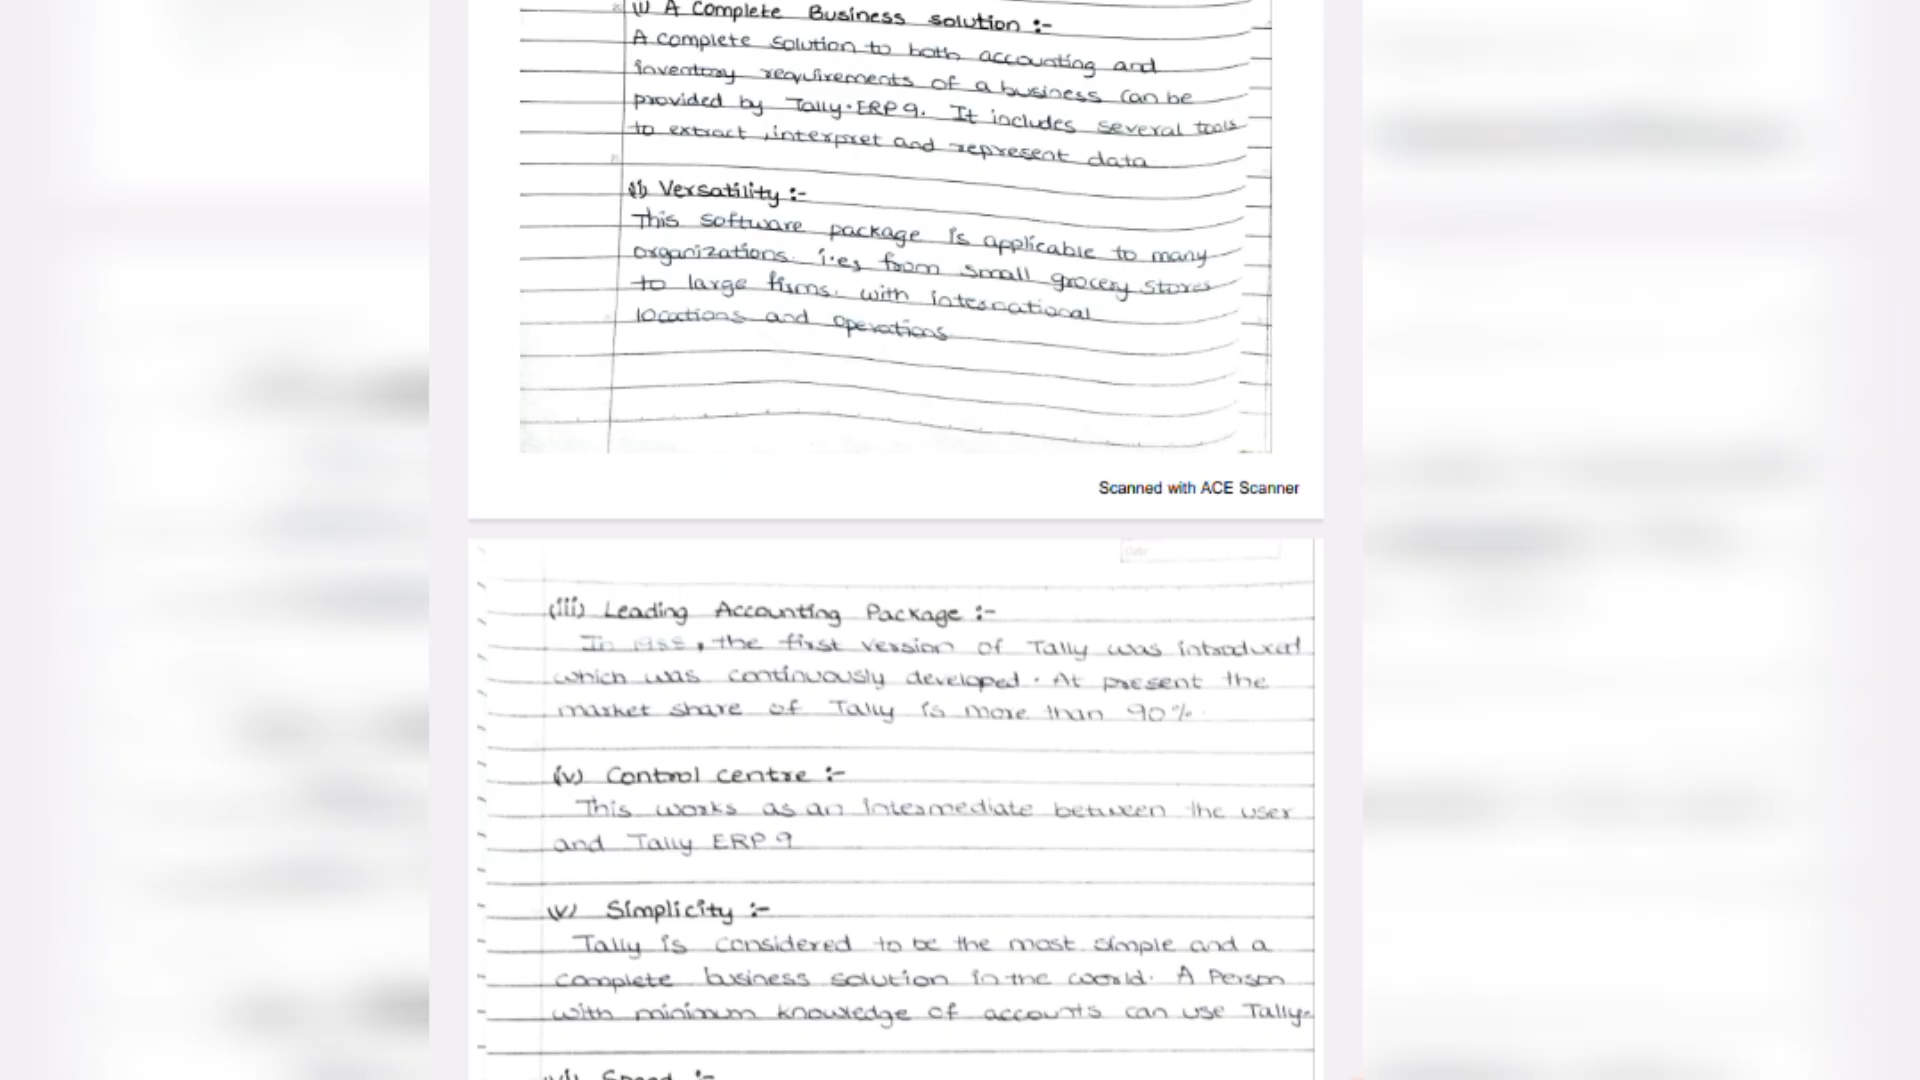 (i) A Complete Business solution :-
A complete solution to both accounting and
inventory requirements of a business can be
provided by Tally.ERP 9. It includes several tools
to extract, interpret and represent data
(ii) Versatility :-
This software package is applicable to many
organizations i.e, from small grocery stores
to large firms with international
locations and operations
Scanned with ACE Scanner
Date
(iii) Leading Accounting Package :-
In 1988, the first version of Tally was introduced
which was continuously developed. At present the
market share of Tally is more than 90%.
(v) Control centre :-
This works as an intermediate between the user
and Tally ERP 9
(v) Simplicity :-
Tally is considered to be the most simple and a
complete business solution in the world. A Person
with minimum knowledge of accounts can use Tally.
(vi) Speed :-